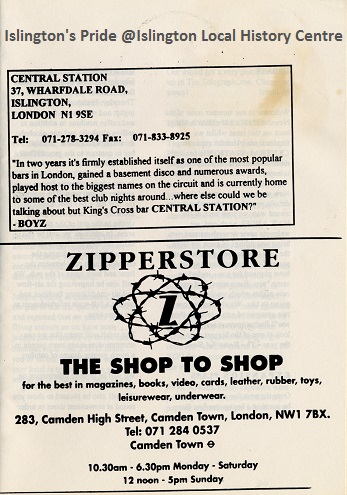 Islington's Pride @Islington Local History Centre
CENTRAL STATION
37, WHARFDALE ROAD,
ISLINGTON,
LONDON N1 9SE
Tel: 071-278-3294 Fax: 071-833-8925
"In two years it's firmly established itself as one of the most popular
bars in London, gained a basement disco and numerous awards,
played host to the biggest names on the circuit and is currently home
to some of the best club nights around...where else could we be
talking about but King's Cross bar CENTRAL STATION?"
- BOYZ
ZIPPERSTORE
Z
THE SHOP TO SHOP
for the best in magazines, books, video, cards, leather, rubber, toys,
leisurewear, underwear.
283, Camden High Street, Camden Town, London, NW1 7BX.
Tel: 071 284 0537
Camden Town
10.30am - 6.30pm Monday - Saturday
12 noon - 5pm Sunday